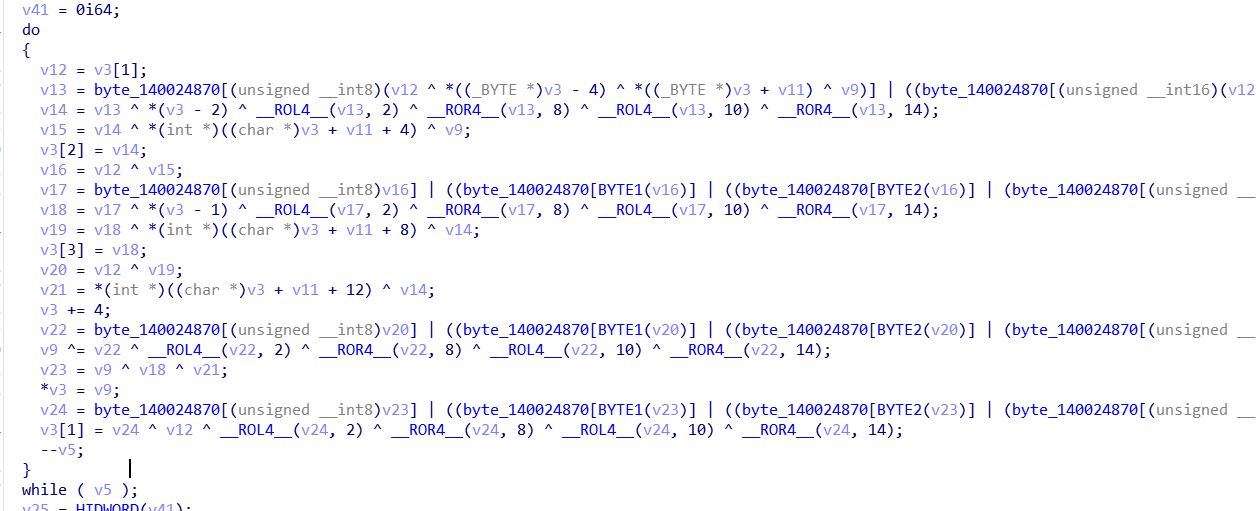 v41 = 0i64;
do
{
v12 = v3[1];
v13 = byte_140024870[(unsigned __int8)(v12 ^ *((_BYTE *)v3 - 4) ^ *((_BYTE *)v3 + v11) ^ v9)] | ((byte_140024870[(unsigned __int16)(v12
v14 = v13 ^ *(v3 - 2) ^ __ROL4__(v13, 2) ^ __ROR4__(v13, 8) ^ __ROL4__(v13, 10) ^ __ROR4__(v13, 14);
v15 = v14 ^ *(int *)((char *)v3 + v11 + 4) ^ v9;
v3[2] = v14;
v16 = v12 ^ v15;
v17 = byte_140024870[(unsigned __int8)v16] | ((byte_140024870[BYTE1(v16)] | ((byte_140024870[BYTE2(v16)] | (byte_140024870[(unsigned __
v18 = v17 ^ *(v3 - 1) ^ __ROL4__(v17, 2) ^ __ROR4__(v17, 8) ^ __ROL4__(v17, 10) ^ __ROR4__(v17, 14);
v19 = v18 ^ *(int *)((char *)v3 + v11 + 8) ^ v14;
v3[3] = v18;
v20 = v12 ^ v19;
v21 = *(int *)((char *)v3 + v11 + 12) ^ v14;
v3 += 4;
v22 = byte_140024870[(unsigned __int8)v20] | ((byte_140024870[BYTE1(v20)] | ((byte_140024870[BYTE2(v20)] | (byte_140024870[(unsigned __
v9 ^= v22 ^ __ROL4__(v22, 2) ^ __ROR4__(v22, 8) ^ __ROL4__(v22, 10) ^ __ROR4__(v22, 14);
v23 = v9 ^ v18 ^ v21;
*v3 = v9;
v24 = byte_140024870[(unsigned __int8)v23] | ((byte_140024870[BYTE1(v23)] | ((byte_140024870[BYTE2(v23)] | (byte_140024870[(unsigned __
v3[1] = v24 ^ v12 ^ __ROL4__(v24, 2) ^ __ROR4__(v24, 8) ^ __ROL4__(v24, 10) ^ __ROR4__(v24, 14);
--v5;
}
while ( v5 );
v25 = HIDWORD(v41);